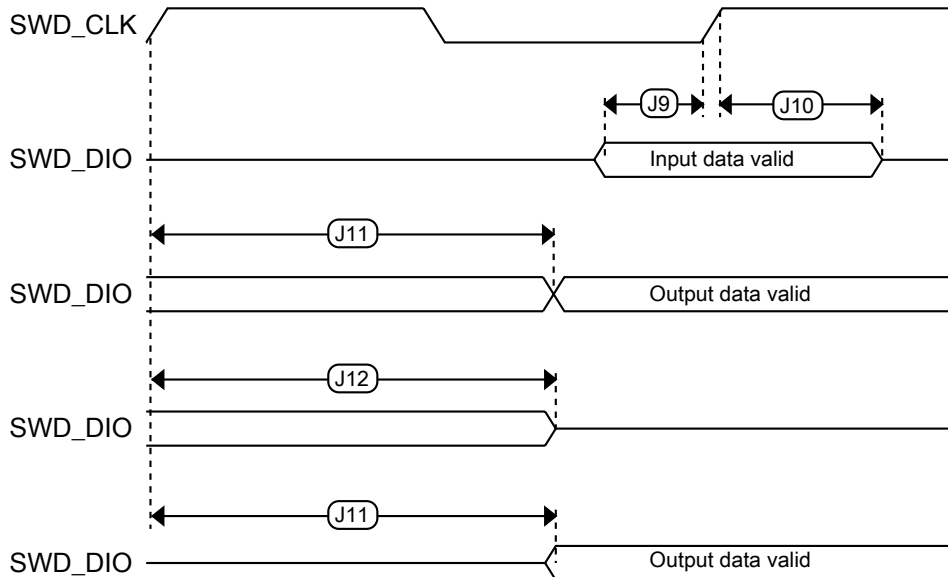 SWD_CLK
J9
J10
SWD_DIO
Input data valid
J11
SWD_DIO
Output data valid
J12
SWD_DIO
J11
SWD_DIO
Output data valid